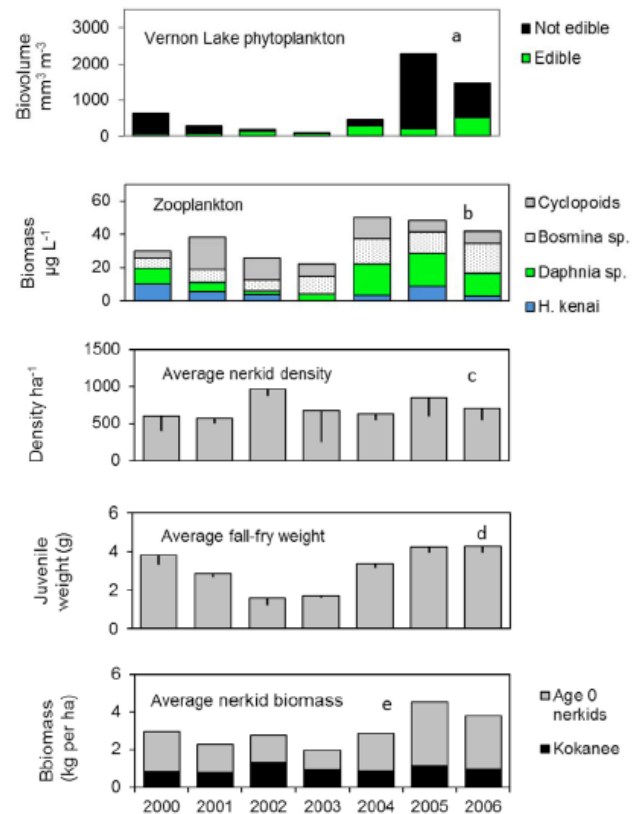 Vernon Lake phytoplankton
a
Biovolume
mm³ m-³
3000
2000
1000
0
Not edible
Edible
Zooplankton
b
Biomass
µg L-¹
60
40
20
0
Cyclopoids
Bosmina sp.
Daphnia sp.
H. kenai
Average nerkid density
c
Density ha-¹
1500
1000
500
0
Average fall-fry weight
d
Juvenile
weight (g)
6
4
2
0
Average nerkid biomass
e
Bbiomass
(kg per ha)
6
4
2
0
Age 0
nerkids
Kokanee
2000 2001 2002 2003 2004 2005 2006